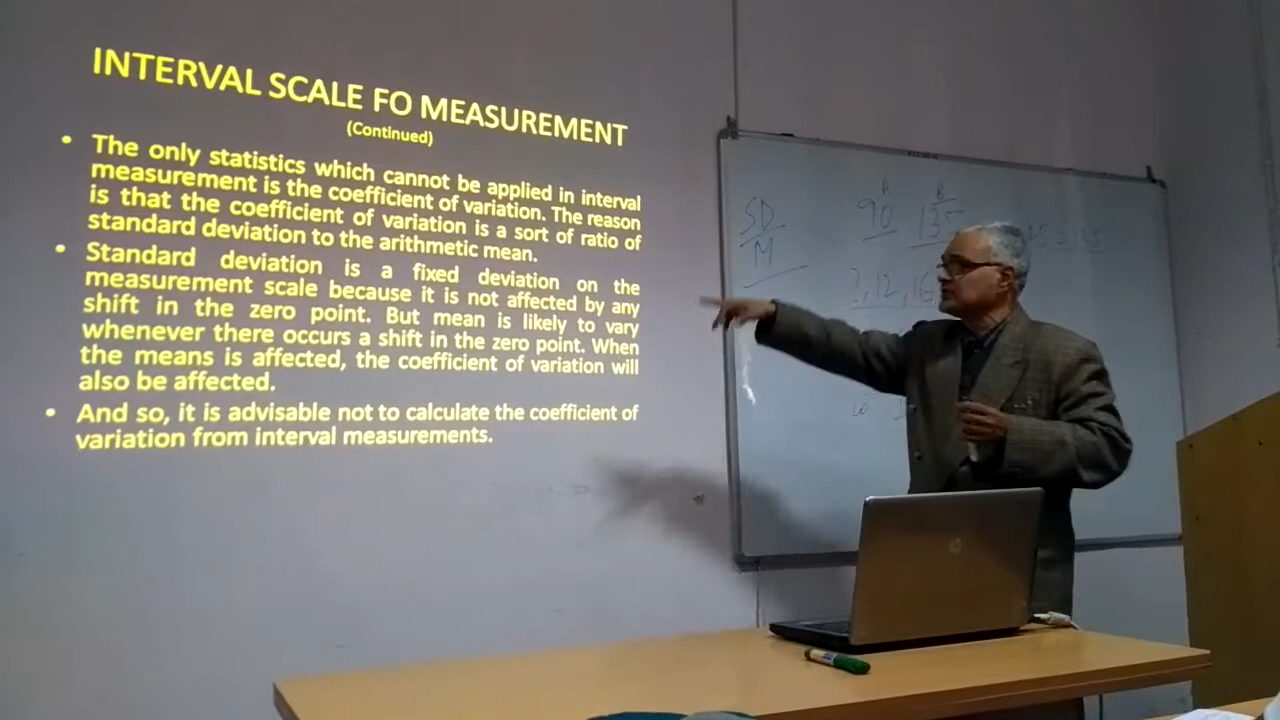 INTERVAL SCALE FO MEASUREMENT
(Continued)
• The only statistics which cannot be applied in interval
measurement is the coefficient of variation. The reason
is that the coefficient of variation is a sort of ratio of
standard deviation to the arithmetic mean.
• Standard deviation is a fixed deviation on the
measurement scale because it is not affected by any
shift in the zero point. But mean is likely to vary
whenever there occurs a shift in the zero point. When
the means is affected, the coefficient of variation will
also be affected.
• And so, it is advisable not to calculate the coefficient of
variation from interval measurements.
SD
M
90 135
2, 12, 16
hp